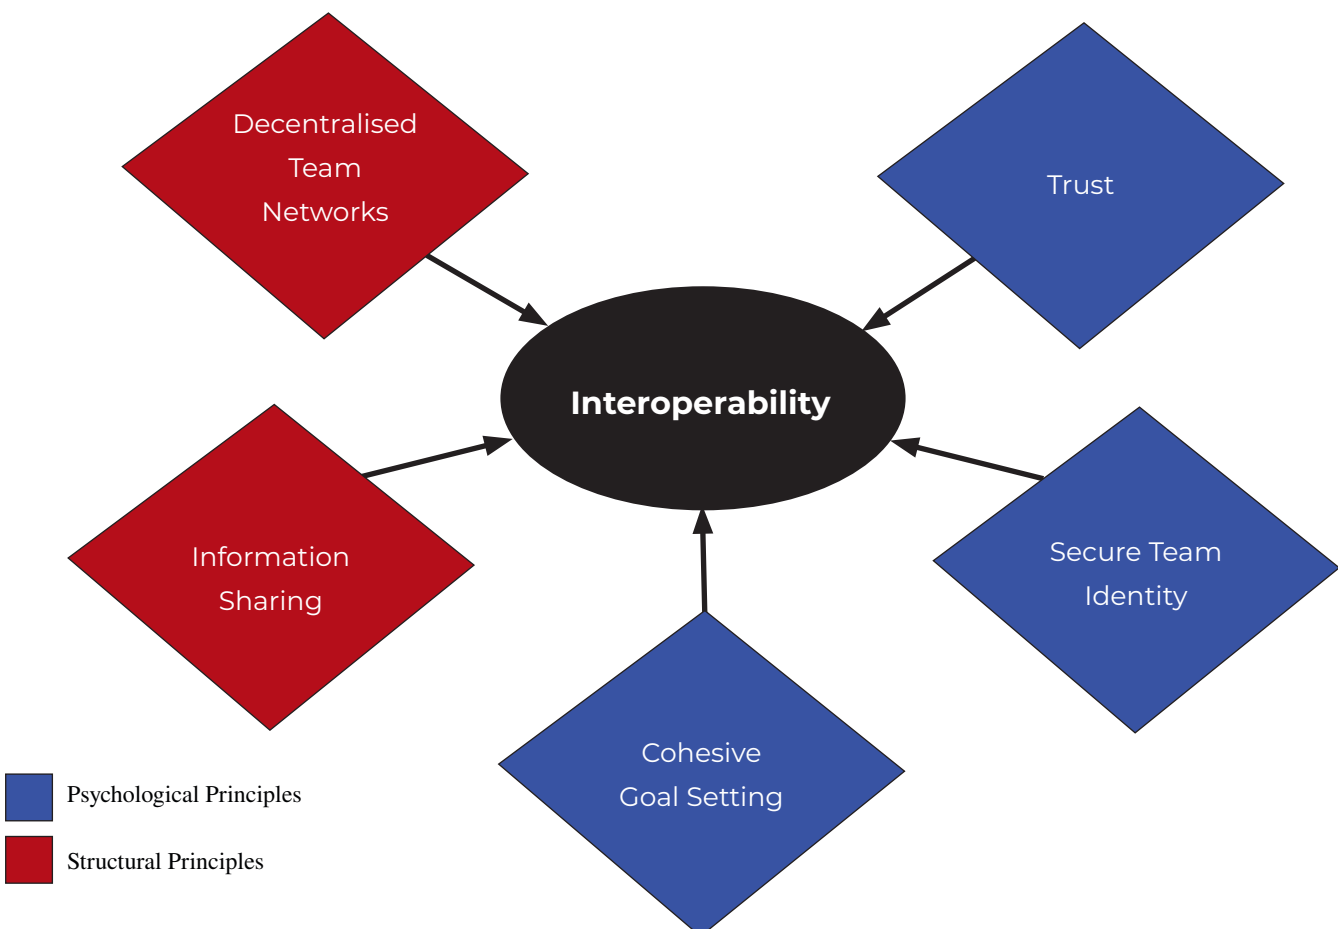 Decentralised
Team
Networks
Trust
Interoperability
Information
Sharing
Secure Team
Identity
Cohesive
Goal Setting
Psychological Principles
Structural Principles